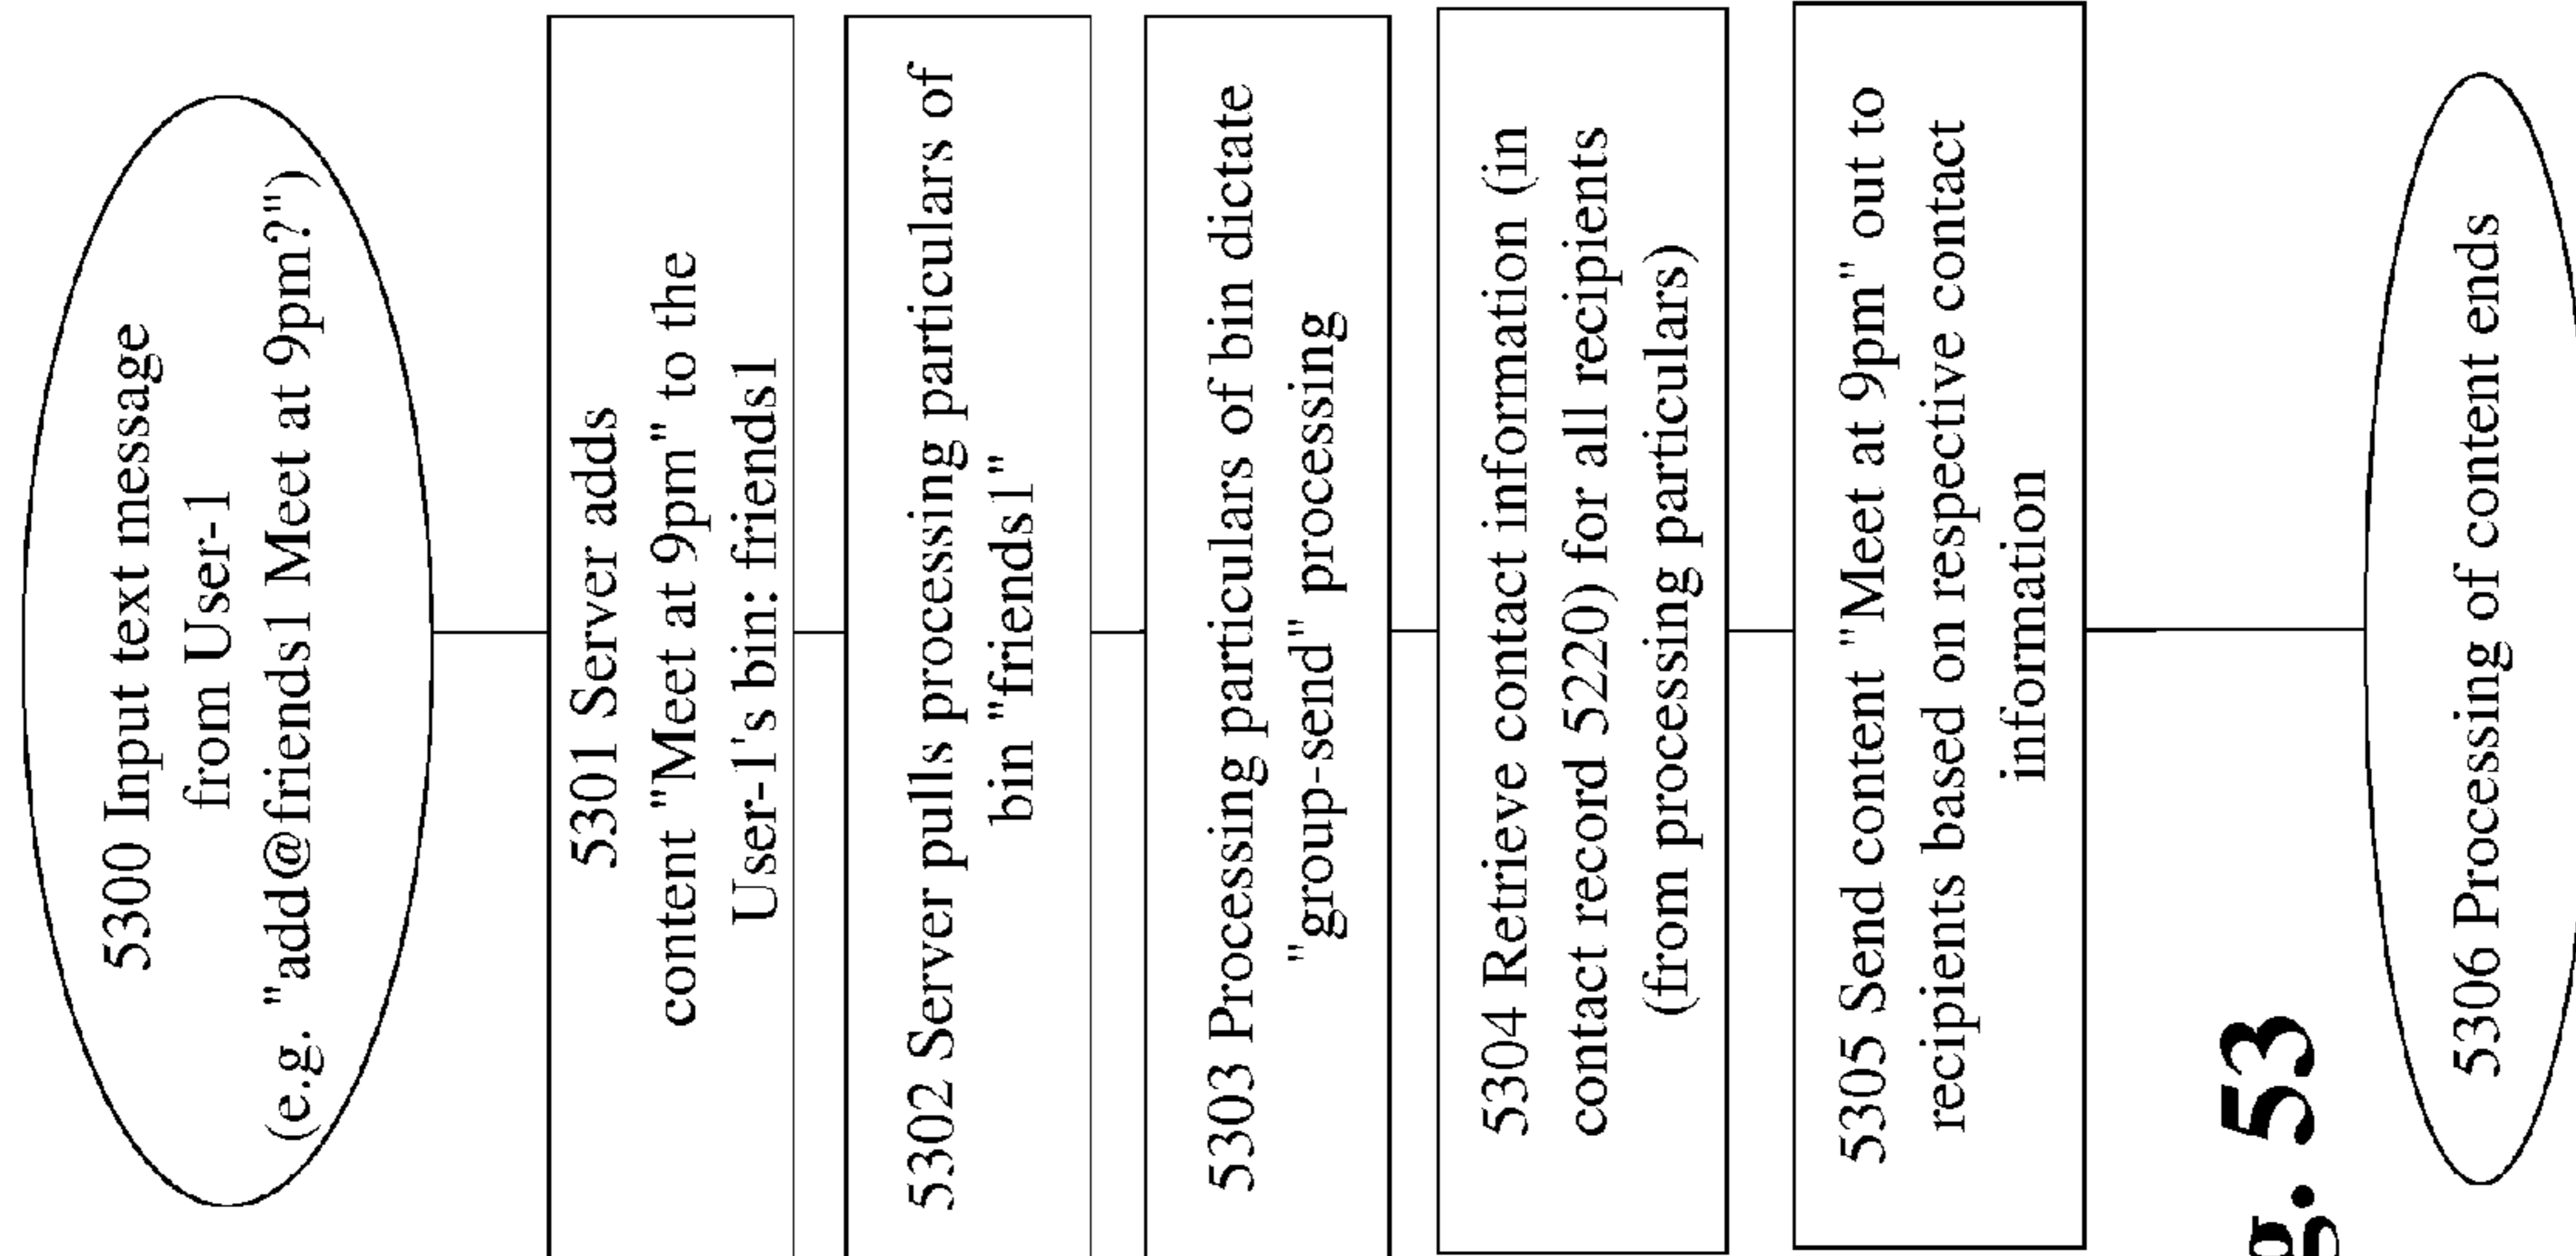 5300 Input text message
from User-1
(e.g. "add@friends1 Meet at 9pm?")
5301 Server adds
content "Meet at 9pm" to the
User-1's bin: friends1
5302 Server pulls processing particulars of
bin "friends1"
5303 Processing particulars of bin dictate
"group-send" processing
5304 Retrieve contact information (in
contact record 5220) for all recipients
(from processing particulars)
5305 Send content "Meet at 9pm" out to
recipients based on respective contact
information
g. 53
5306 Processing of content ends